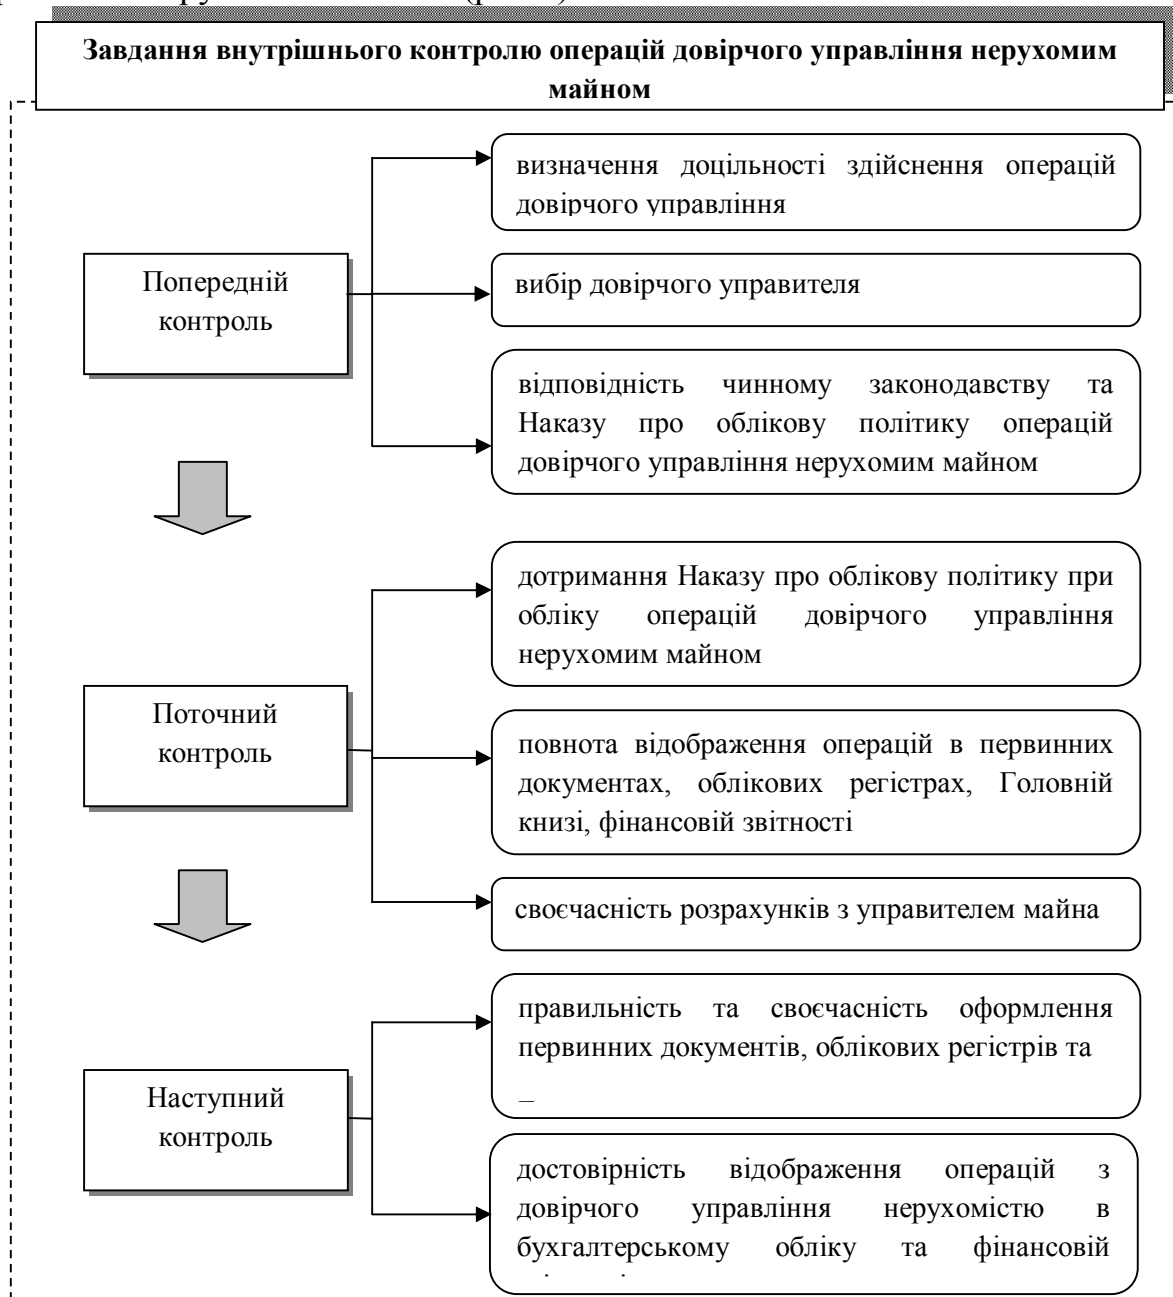 Завдання внутрішнього контролю операцій довірчого управління нерухомим
майном
визначення доцільності здійснення операцій
довірчого управління
Попередній
контроль
вибір довірчого управителя
відповідність чинному законодавству та
Наказу про облікову політику операцій
довірчого управління нерухомим майном
дотримання Наказу про облікову політику при
обліку операцій довірчого управління
нерухомим майном
Поточний
контроль
повнота відображення операцій в первинних
документах, облікових регістрах, Головній
книзі, фінансовій звітності
своєчасність розрахунків з управителем майна
правильність та своєчасність оформлення
первинних документів, облікових регістрів та
Наступний
контроль
достовірність відображення операцій з
довірчого управління нерухомістю в
бухгалтерському обліку та фінансовій